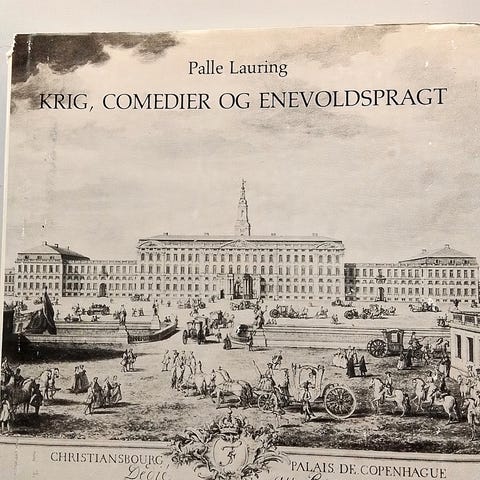 Palle Lauring
KRIG, COMEDIER OG ENEVOLDSPRAGT
CHRISTIANSBOURG, PALAIS DE COPENHAGUE